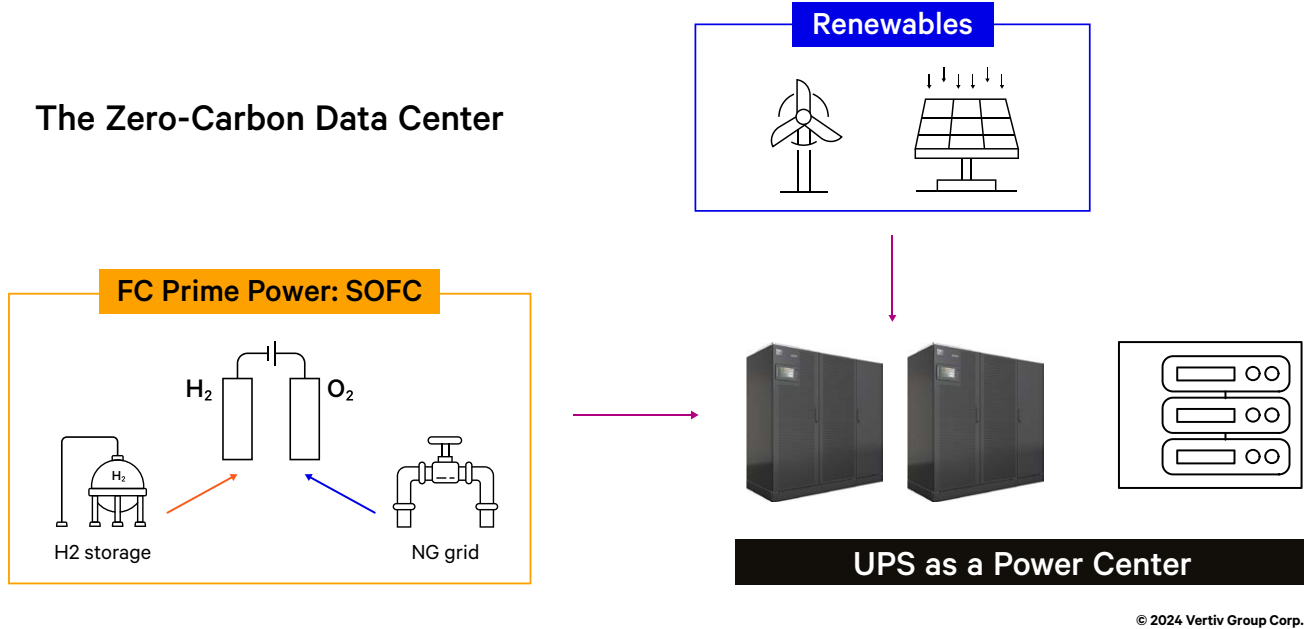 Renewables
The Zero-Carbon Data Center
FC Prime Power: SOFC
H₂
O₂
H₂
H2 storage
NG grid
UPS as a Power Center
© 2024 Vertiv Group Corp.